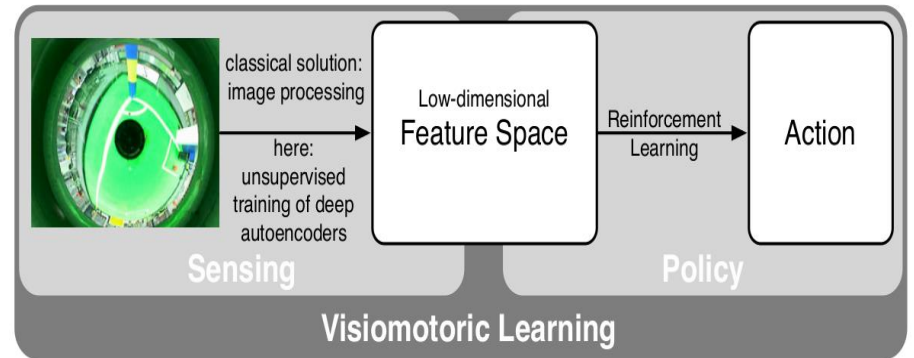 classical solution:
image processing
here:
unsupervised
training of deep
autoencoders
Low-dimensional
Feature Space
Reinforcement
Learning
Action
Sensing
Policy
Visiomotoric Learning